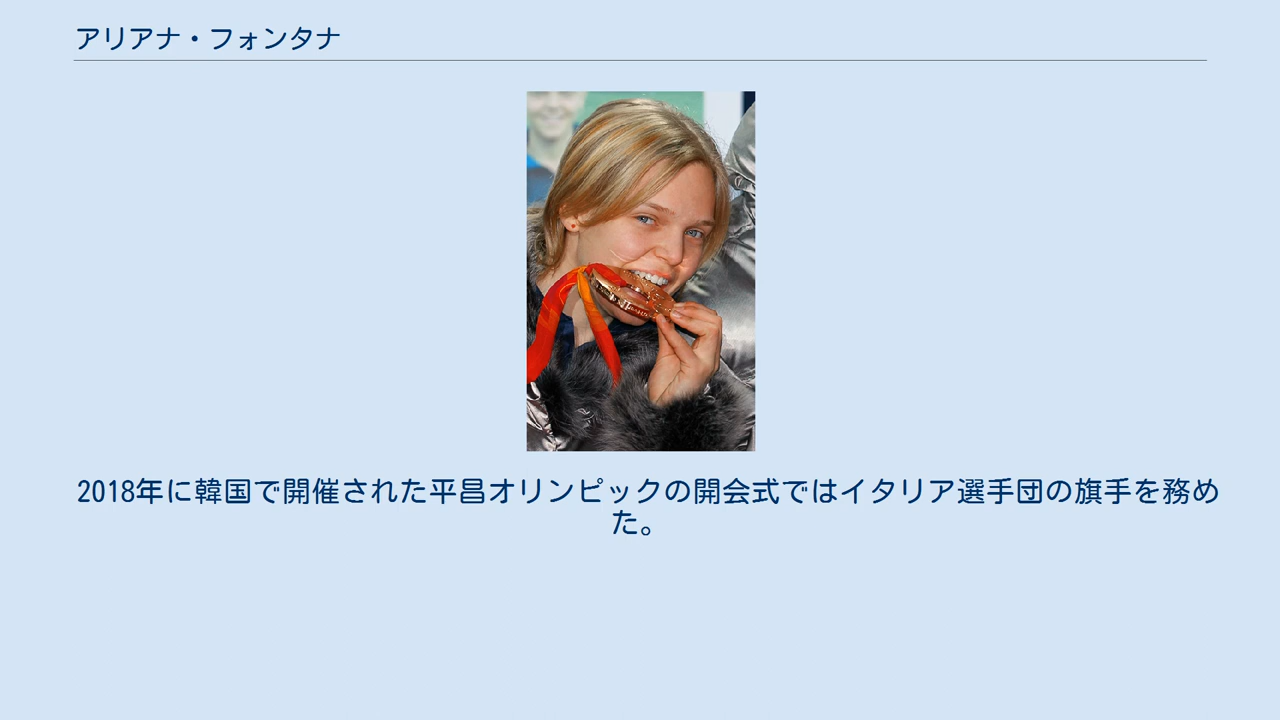 アリアナ・フォンタナ
2018年に韓国で開催された平昌オリンピックの開会式ではイタリア選手団の旗手を務め
た。